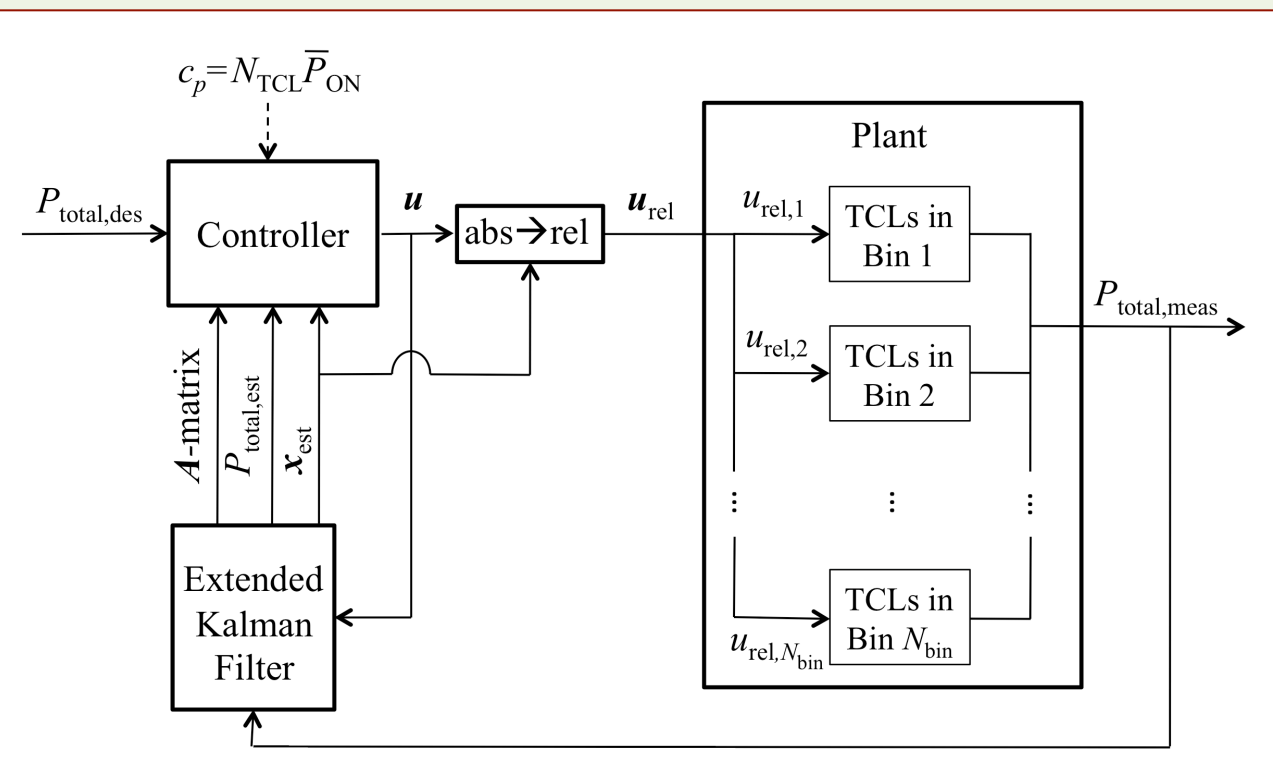 c_p=N_TCL P̅_ON
P_total,des
Controller
u
abs→rel
u_rel
Plant
u_rel,1
TCLs in
Bin 1
u_rel,2
TCLs in
Bin 2
P_total,meas
A-matrix
P_total,est
x_est
⋮ ⋮ ⋮
Extended
Kalman
Filter
u_rel,N_bin
TCLs in
Bin N_bin